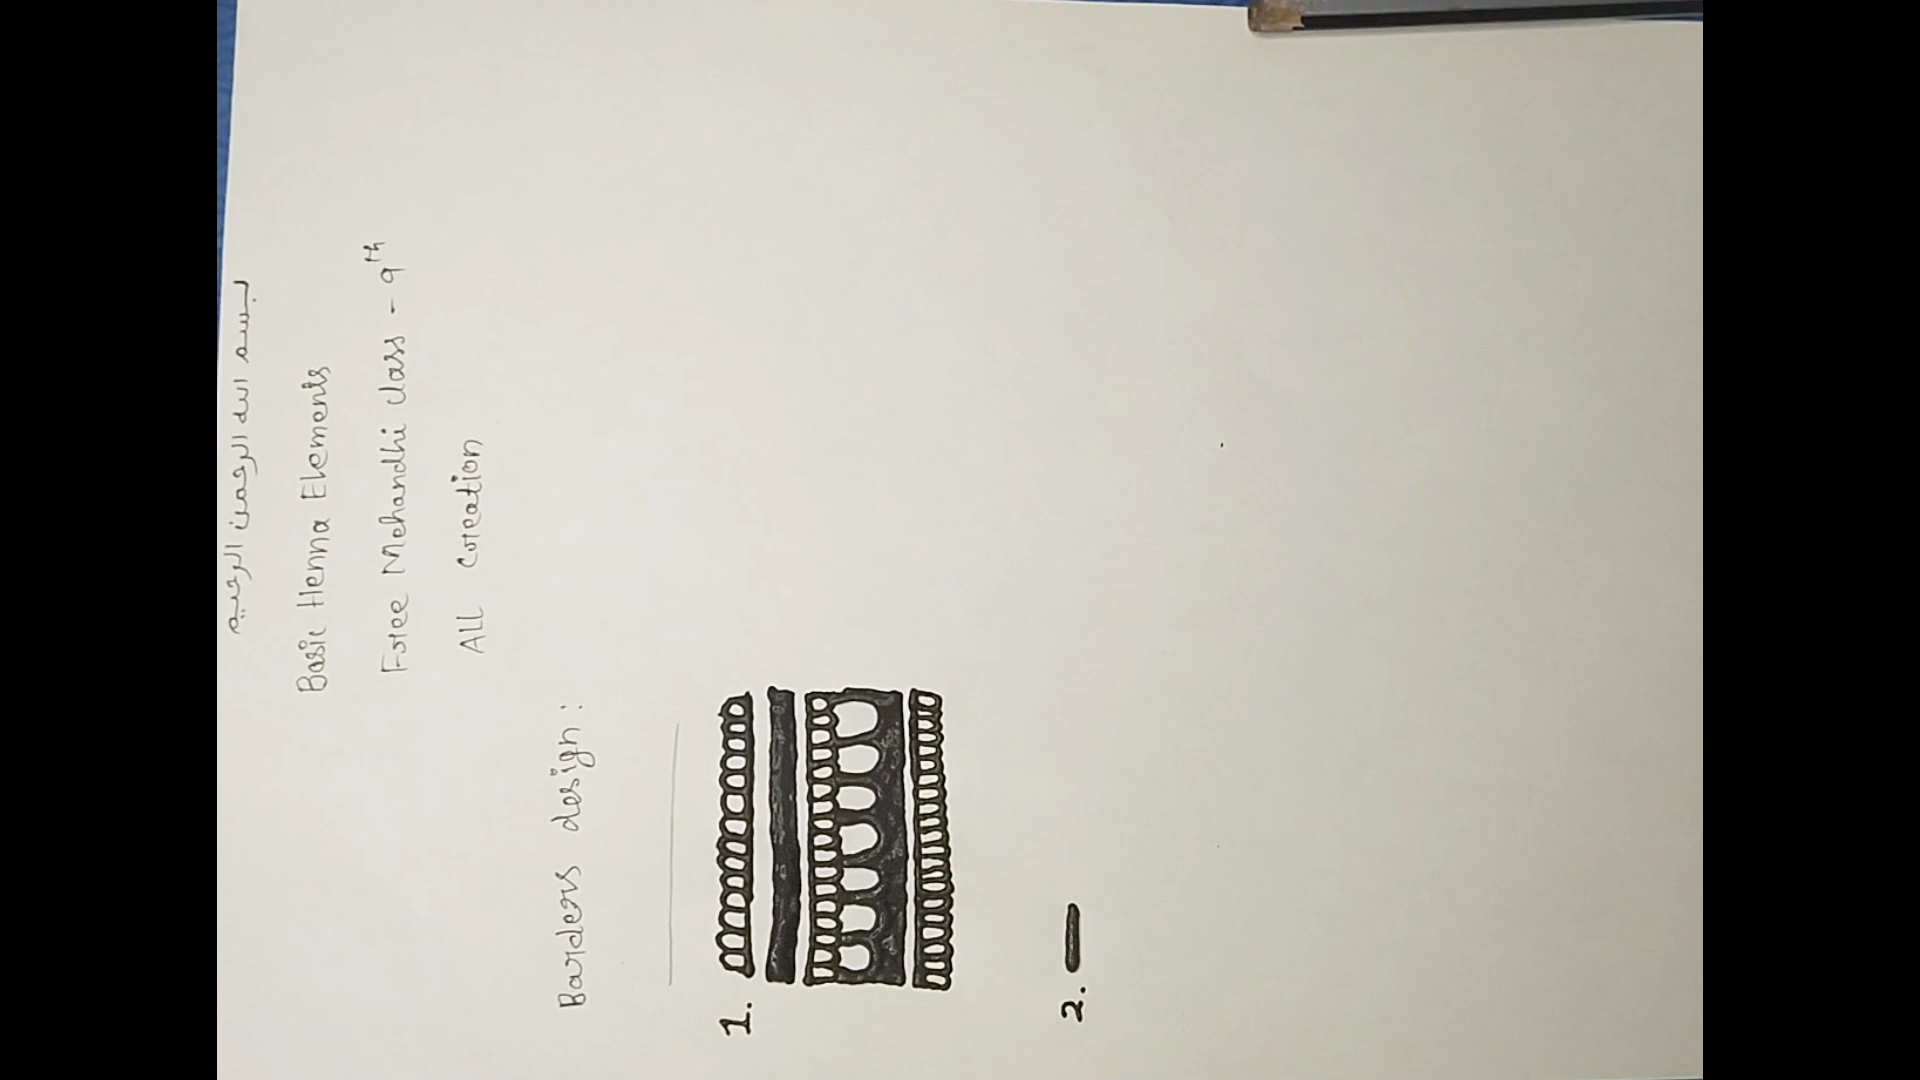 بسم الله الرحمن الرحيم
Basic Henna Elements
Free Mehandhi Class - 9th
All Creation
Borders design:
1.
2.